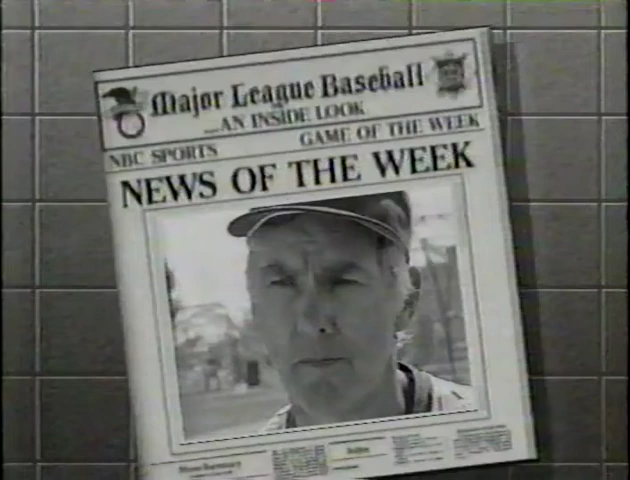 Major League Baseball
...AN INSIDE LOOK
NBC SPORTS GAME OF THE WEEK
NEWS OF THE WEEK